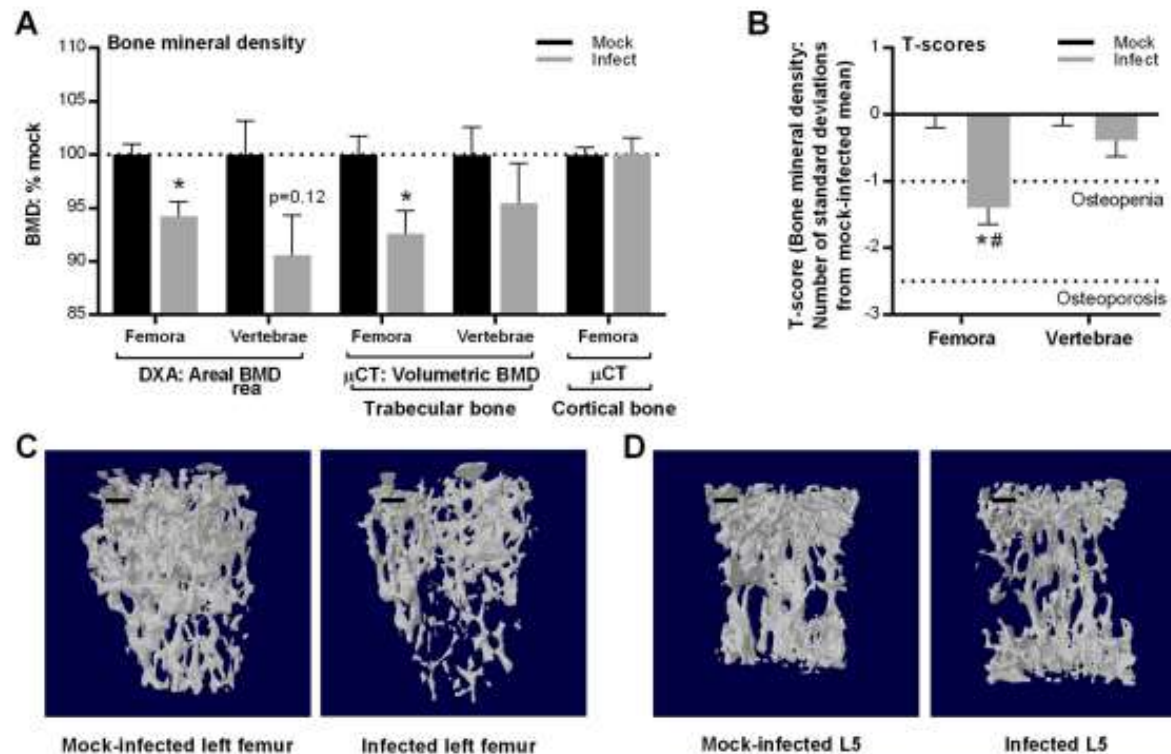 A
Bone mineral density
Mock
Infect
BMD: % mock
110
105
100
95
90
85
*
p=0.12
*
Femora Vertebrae Femora Vertebrae Femora
DXA: Areal BMD
rea
μCT: Volumetric BMD
μCT
Trabecular bone
Cortical bone
B
T-scores
Mock
Infect
T-score (Bone mineral density:
Number of standard deviations
from mock-infected mean)
1
0
-1
-2
-3
Osteopenia
*#
Osteoporosis
Femora Vertebrae
C
Mock-infected left femur
Infected left femur
D
Mock-infected L5
Infected L5